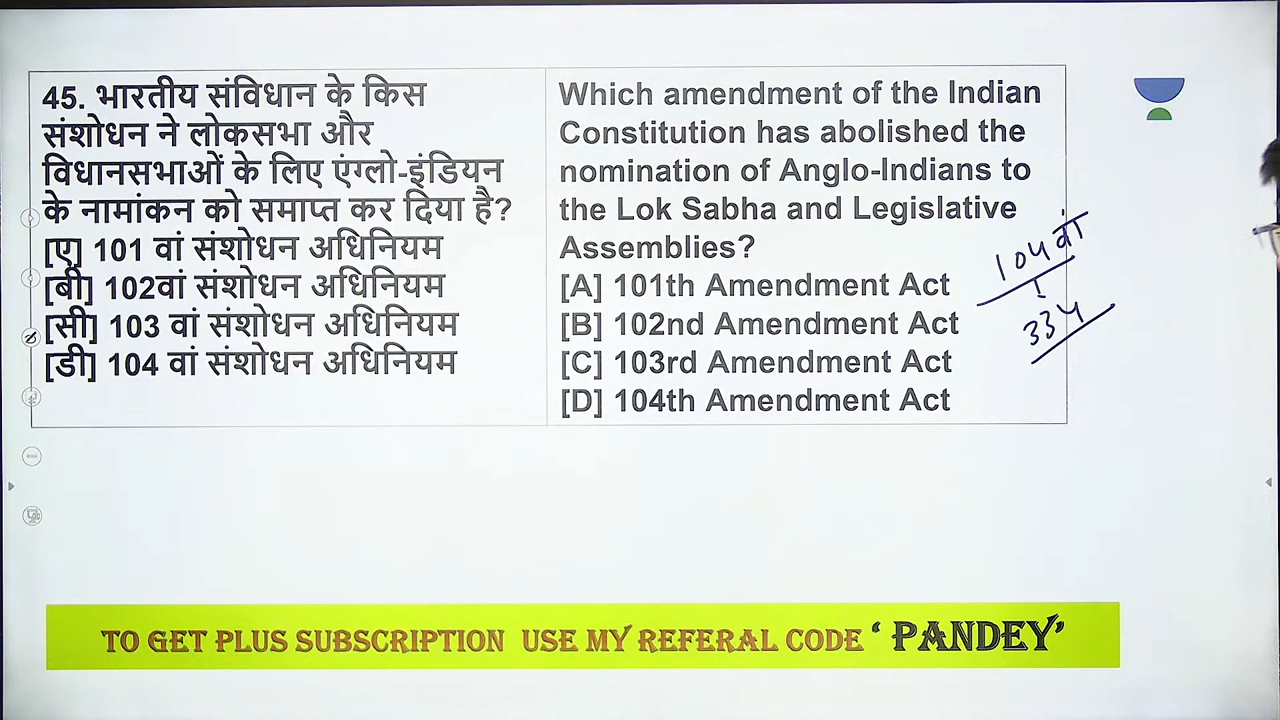 45. भारतीय संविधान के किस
संशोधन ने लोकसभा और
विधानसभाओं के लिए एंग्लो-इंडियन
के नामांकन को समाप्त कर दिया है?
[ए] 101 वां संशोधन अधिनियम
[बी] 102वां संशोधन अधिनियम
[सी] 103 वां संशोधन अधिनियम
[डी] 104 वां संशोधन अधिनियम
Which amendment of the Indian
Constitution has abolished the
nomination of Anglo-Indians to
the Lok Sabha and Legislative
Assemblies?
[A] 101th Amendment Act
[B] 102nd Amendment Act
[C] 103rd Amendment Act
[D] 104th Amendment Act
104 वां
334
TO GET PLUS SUBSCRIPTION USE MY REFERAL CODE ‘ PANDEY’